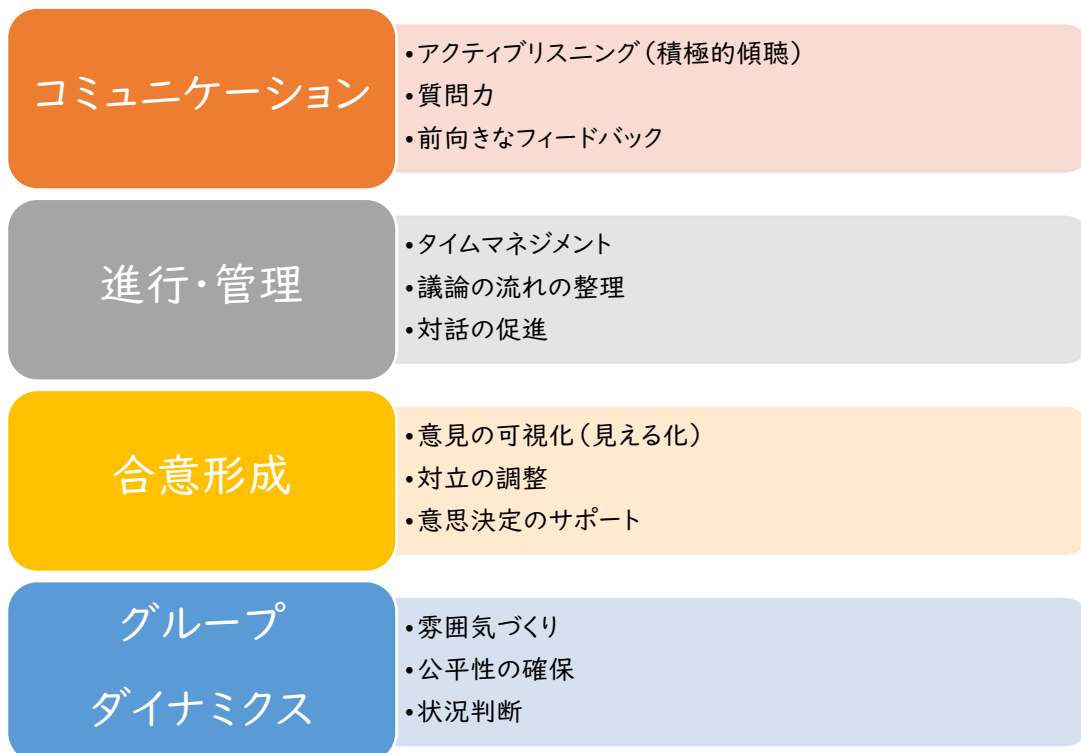 コミュニケーション
•アクティブリスニング(積極的傾聴)
•質問力
•前向きなフィードバック
進行・管理
•タイムマネジメント
•議論の流れの整理
•対話の促進
合意形成
•意見の可視化(見える化)
•対立の調整
•意思決定のサポート
グループ
ダイナミクス
•雰囲気づくり
•公平性の確保
•状況判断